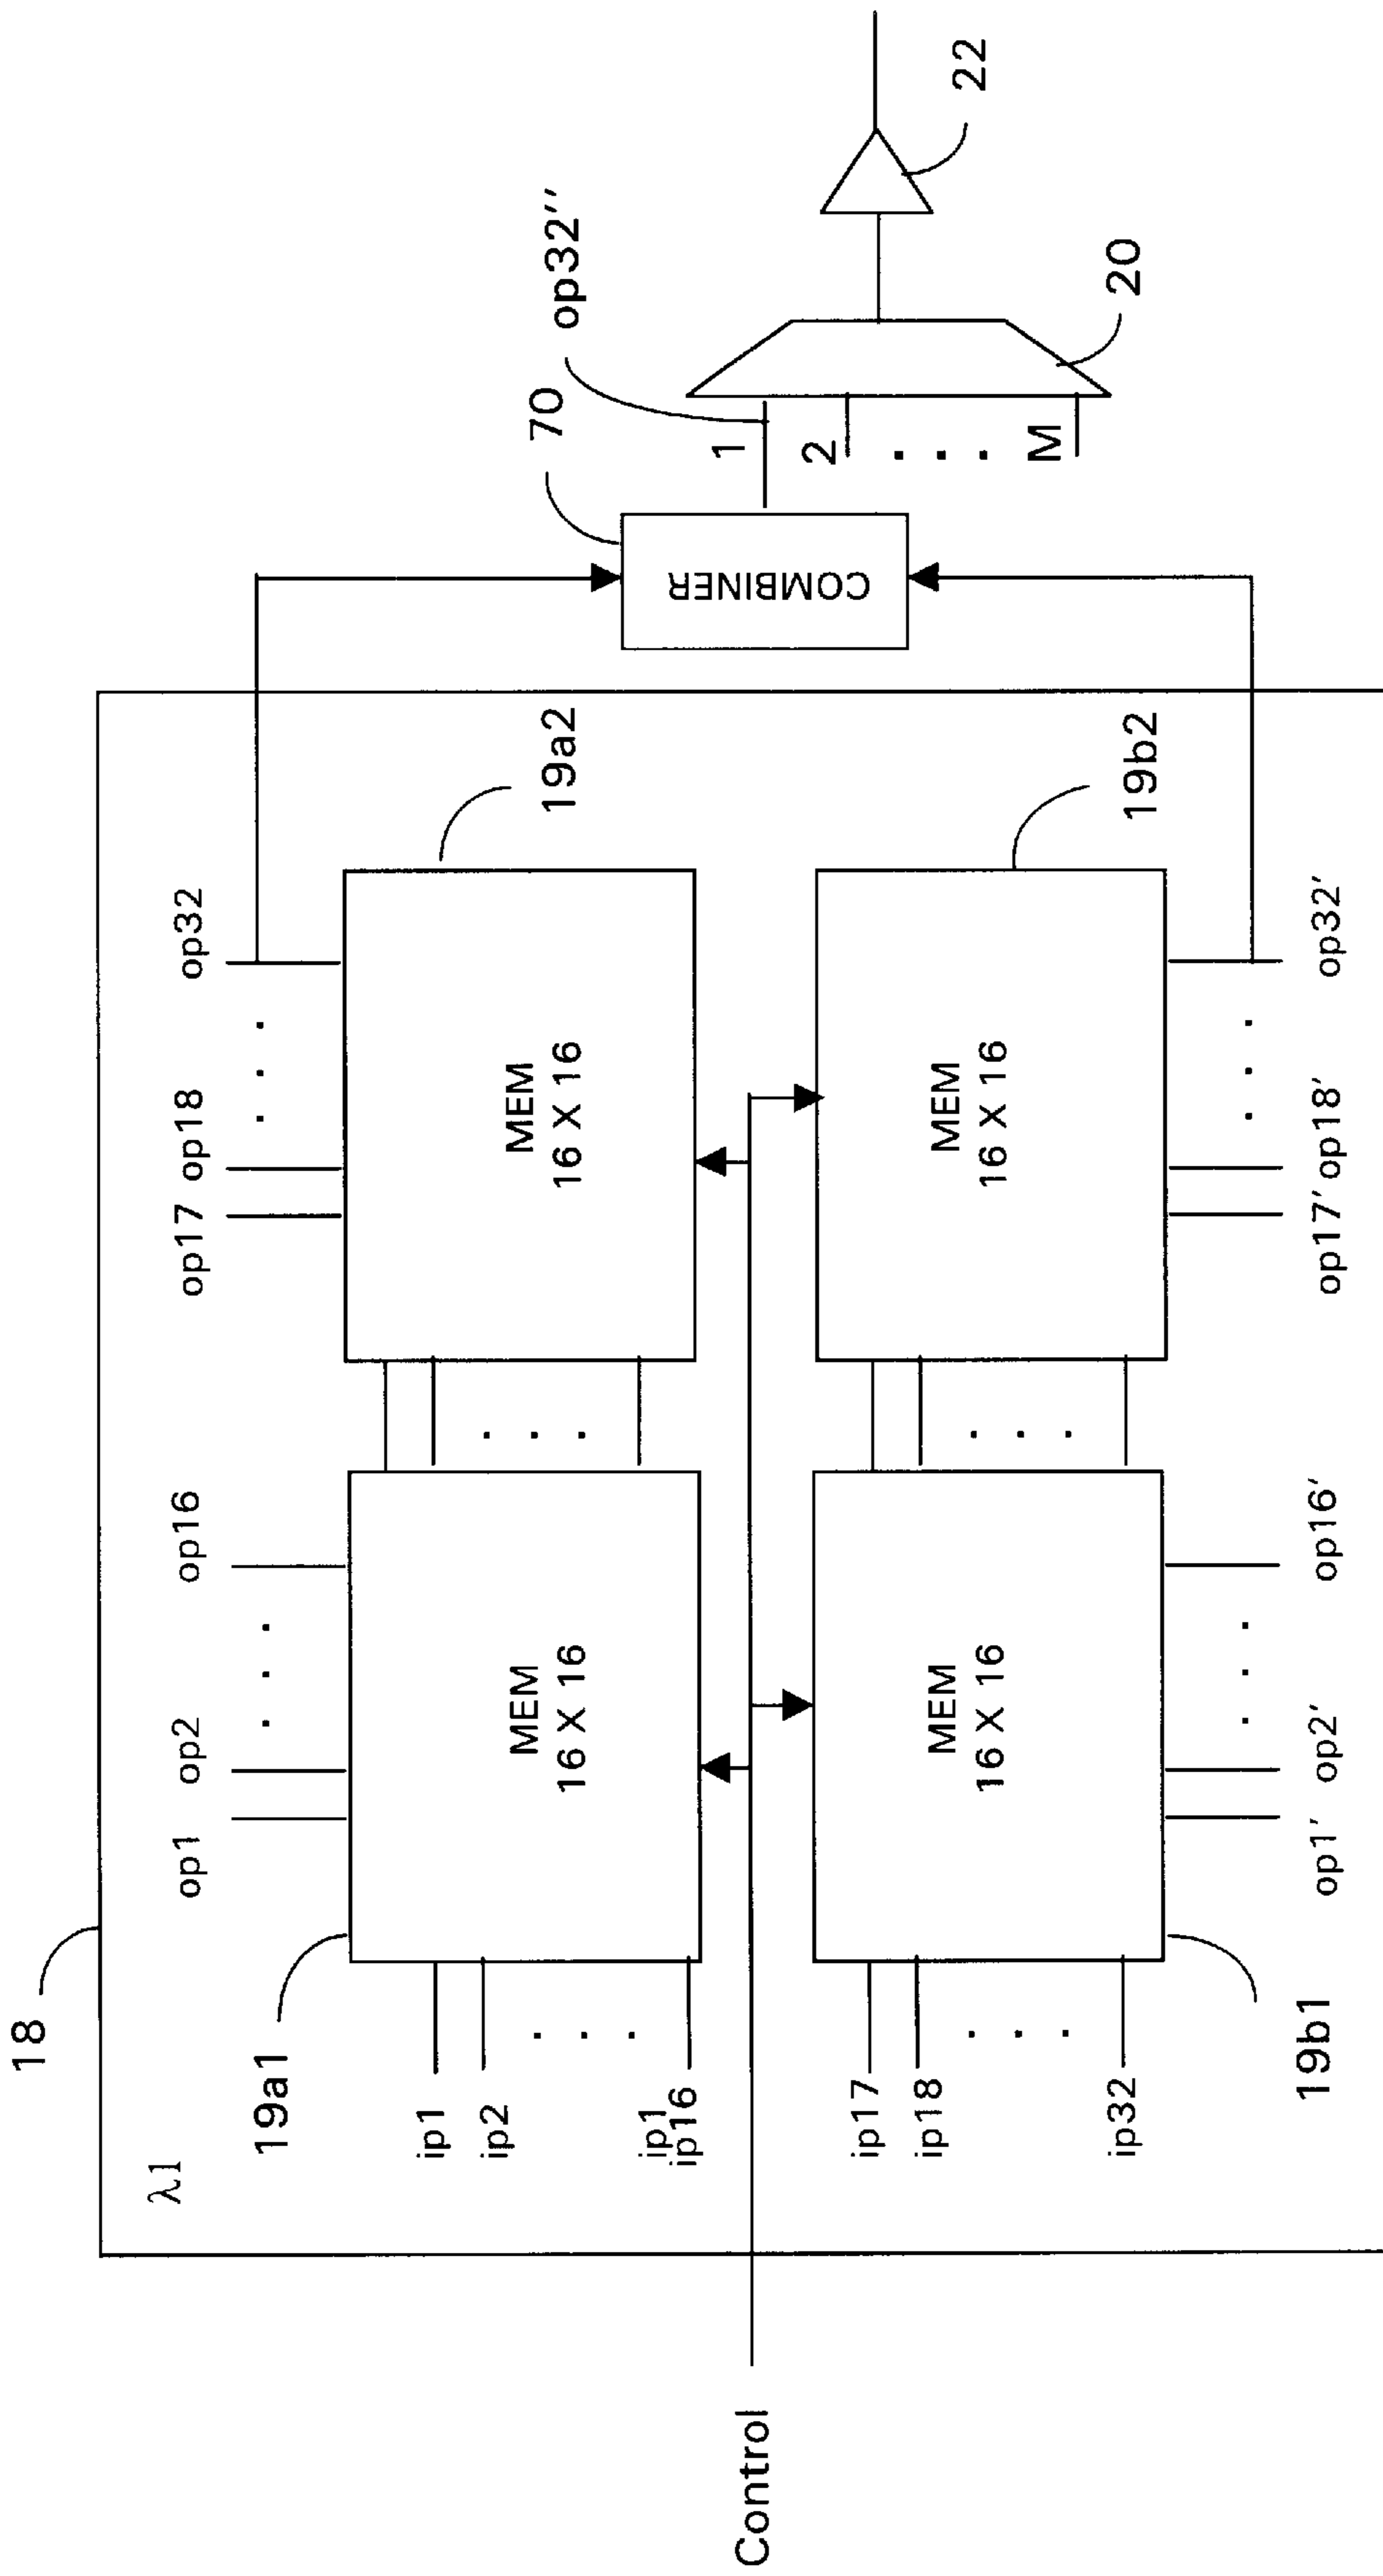 18
λ1
op1
op2
op16
op17
op18
op32
19a1
19a2
ip1
ip2
ip1
ip16
MEM
16 X 16
MEM
16 X 16
Control
ip17
ip18
ip32
MEM
16 X 16
MEM
16 X 16
19b1
19b2
op1′
op2′
op16′
op17′
op18′
op32′
70
COMBINER
op32′′
1
2
M
20
22